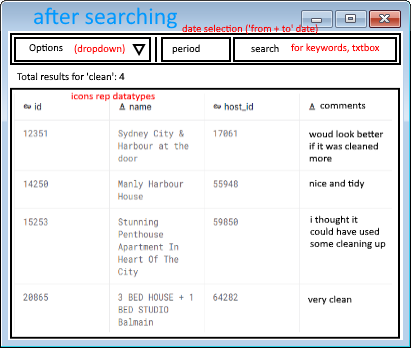 after searching
date selection ('from + to' date)
Options (dropdown) period search for keywords, txtbox
Total results for 'clean': 4
icons rep datatypes
id name host_id comments
12351 Sydney City & 17061 woud look better
Harbour at the if it was cleaned
door more
14250 Manly Harbour 55948 nice and tidy
House
15253 Stunning 59850 i thought it
Penthouse could have used
Apartment In some cleaning up
Heart Of The
City
20865 3 BED HOUSE + 1 64282 very clean
BED STUDIO
Balmain